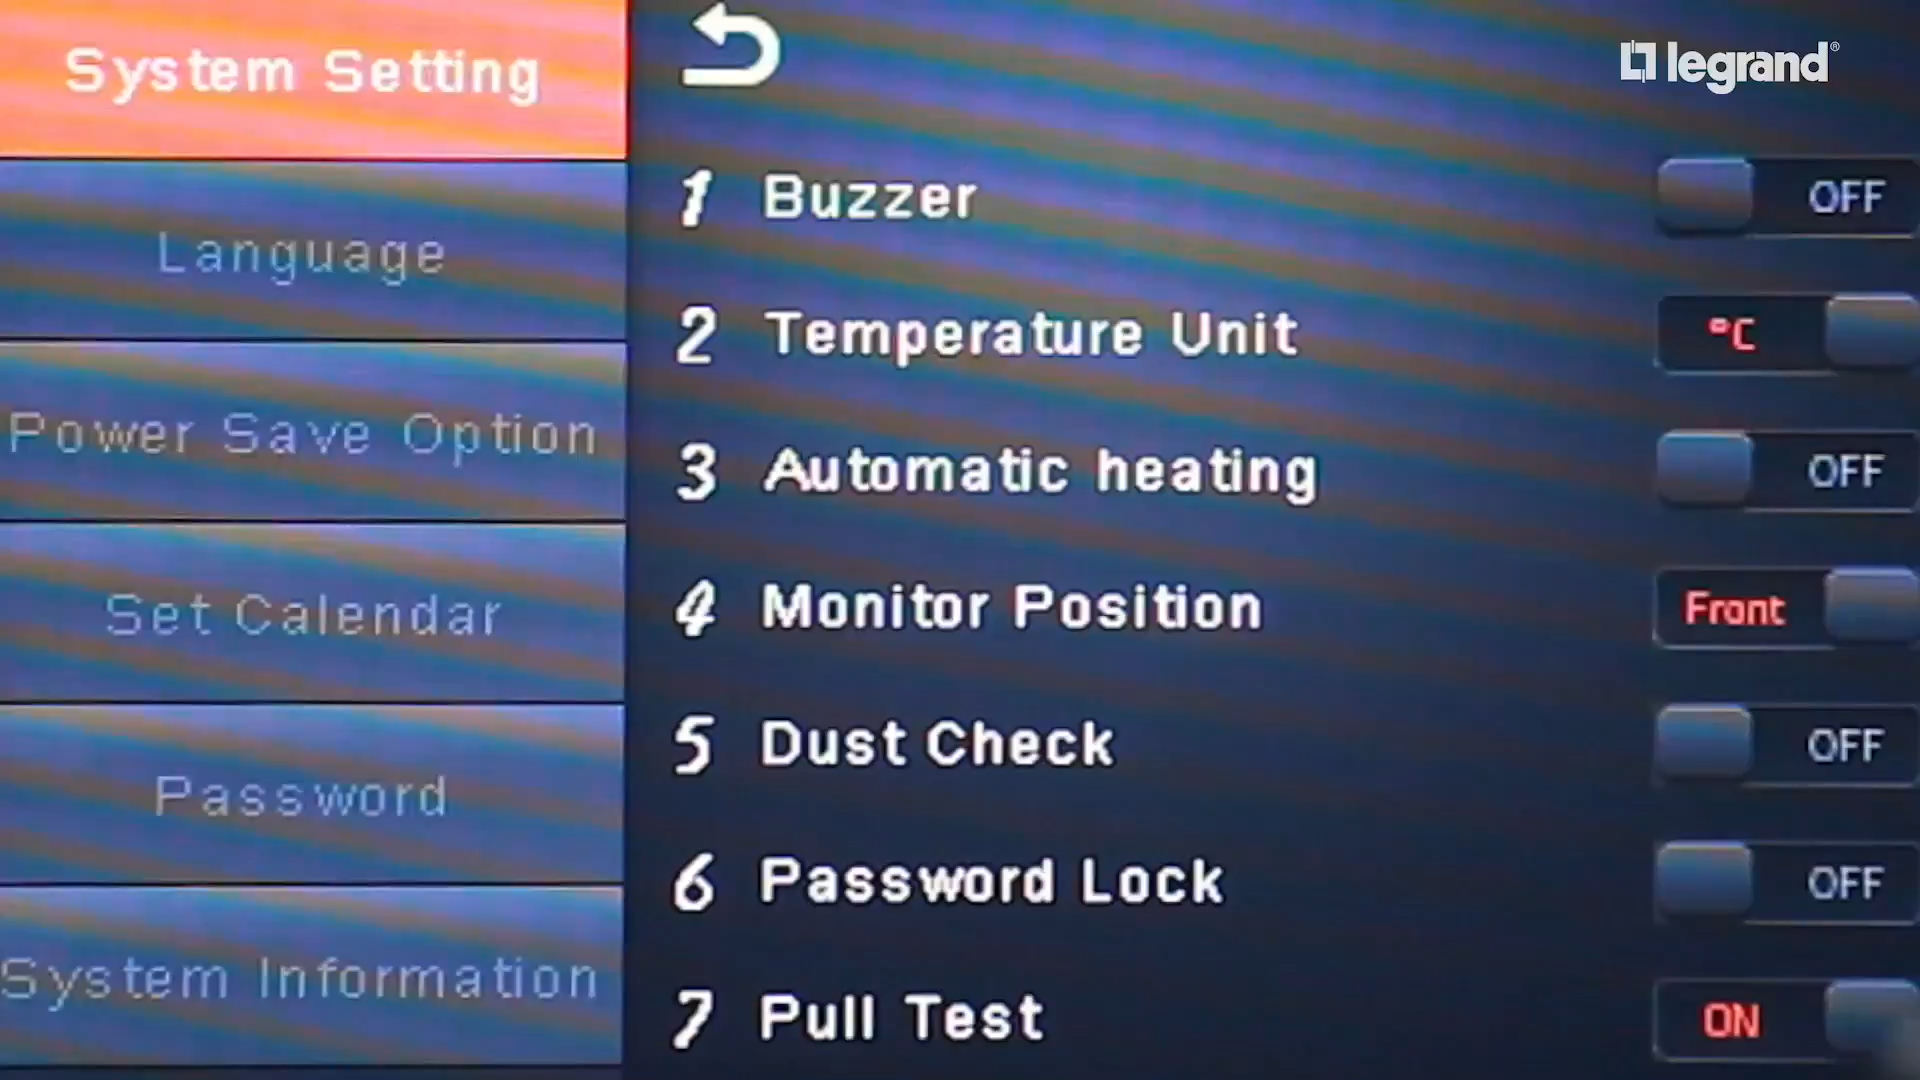 System Setting
Language
Power Save Option
Set Calendar
Password
System Information
legrand®
1 Buzzer OFF
2 Temperature Unit °C
3 Automatic heating OFF
4 Monitor Position Front
5 Dust Check OFF
6 Password Lock OFF
7 Pull Test ON